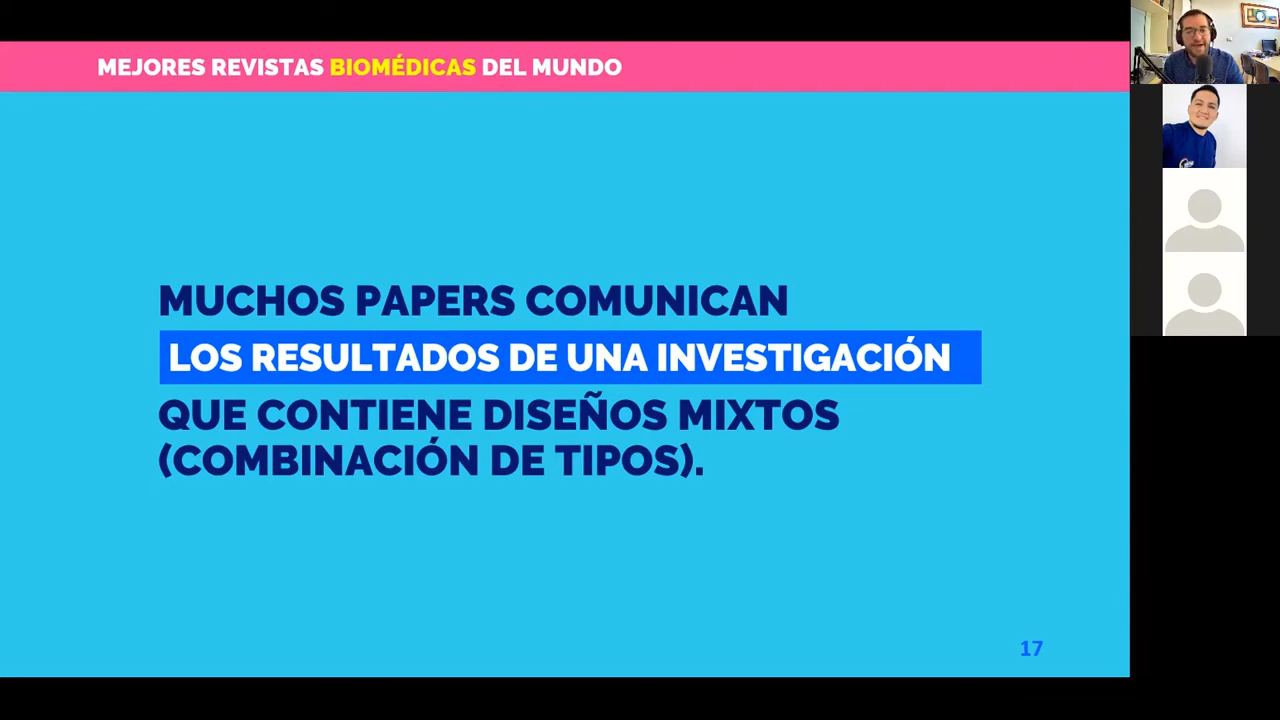 MEJORES REVISTAS BIOMÉDICAS DEL MUNDO
MUCHOS PAPERS COMUNICAN
LOS RESULTADOS DE UNA INVESTIGACIÓN
QUE CONTIENE DISEÑOS MIXTOS
(COMBINACIÓN DE TIPOS).
17